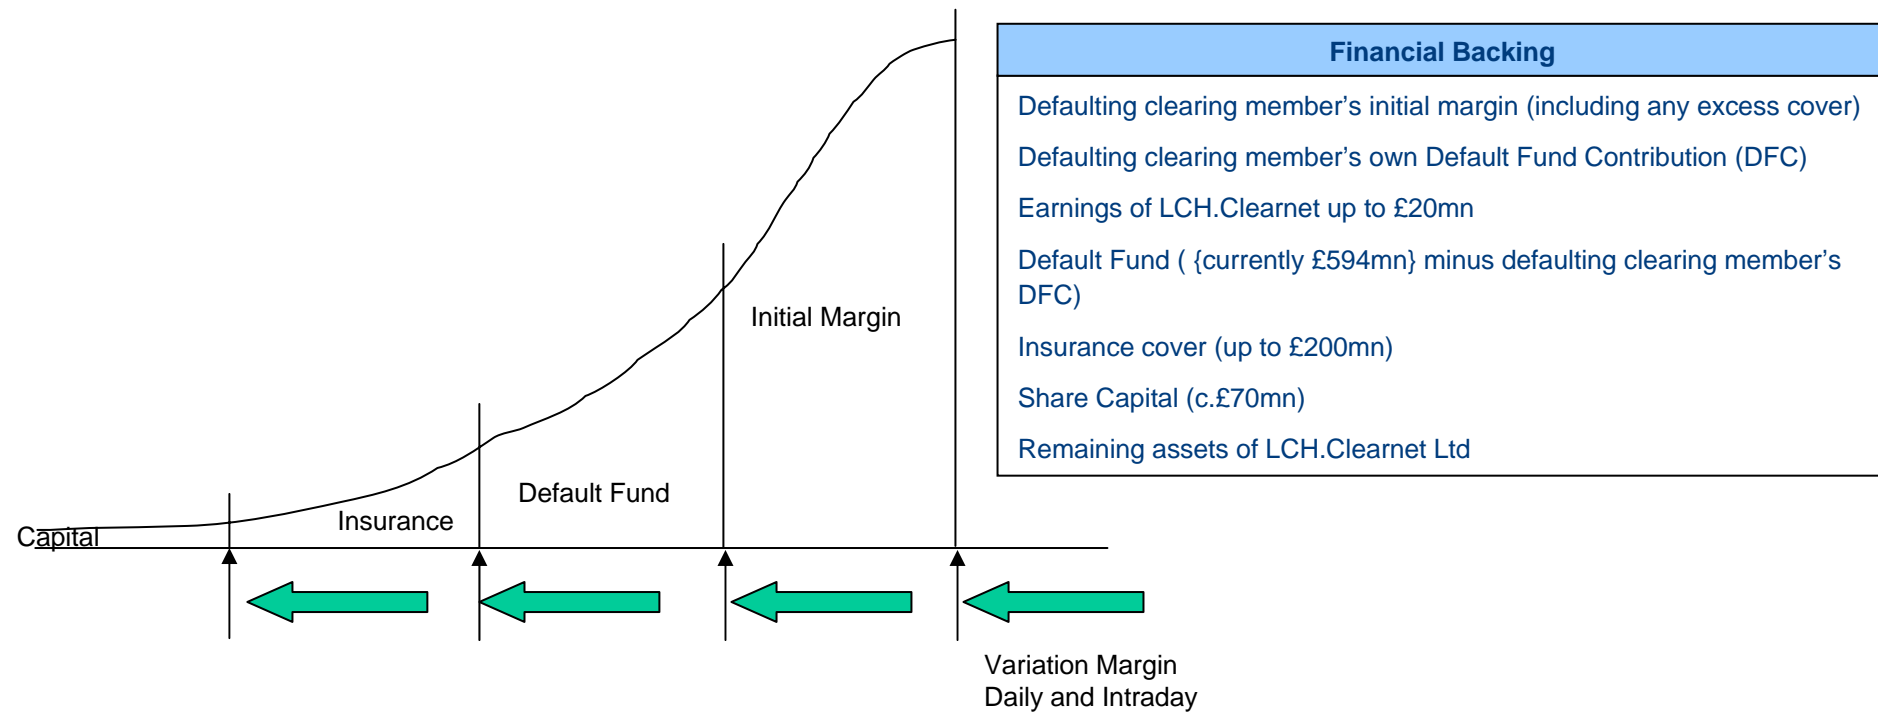 Financial Backing
Defaulting clearing member’s initial margin (including any excess cover)
Defaulting clearing member’s own Default Fund Contribution (DFC)
Earnings of LCH.Clearnet up to £20mn
Default Fund ( {currently £594mn} minus defaulting clearing member’s
DFC)
Insurance cover (up to £200mn)
Share Capital (c.£70mn)
Remaining assets of LCH.Clearnet Ltd
Initial Margin
Default Fund
Insurance
Capital
Variation Margin
Daily and Intraday